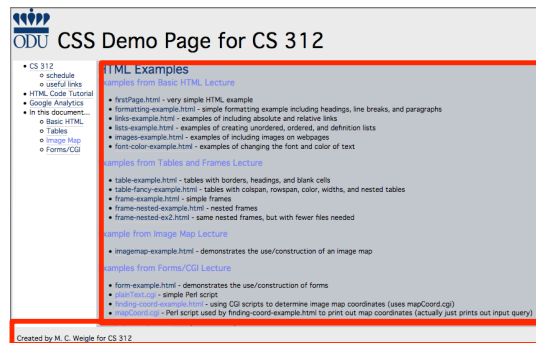 ODU CSS Demo Page for CS 312
CS 312
schedule
useful links
HTML Code Tutorial
Google Analytics
In this document...
Basic HTML
Tables
Image Map
Forms/CGI
HTML Examples
Examples from Basic HTML Lecture
firstPage.html - very simple HTML example
formatting-example.html - simple formatting example including headings, line breaks, and paragraphs
links-example.html - examples of including absolute and relative links
lists-example.html - examples of creating unordered, ordered, and definition lists
images-example.html - examples of including images on webpages
font-color-example.html - examples of changing the font and color of text
Examples from Tables and Frames Lecture
table-example.html - tables with borders, headings, and blank cells
table-fancy-example.html - tables with colspan, rowspan, color, widths, and nested tables
frame-example.html - simple frames
frame-nested-example.html - nested frames
frame-nested-ex2.html - same nested frames, but with fewer files needed
Example from Image Map Lecture
imagemap-example.html - demonstrates the use/construction of an image map
Examples from Forms/CGI Lecture
form-example.html - demonstrates the use/construction of forms
plainText.cgi - simple Perl script
finding-coord-example.html - using CGI scripts to determine image map coordinates (uses mapCoord.cgi)
mapCoord.cgi - Perl script used by finding-coord-example.html to print out map coordinates (actually just prints out input query)
Created by M. C. Weigle for CS 312